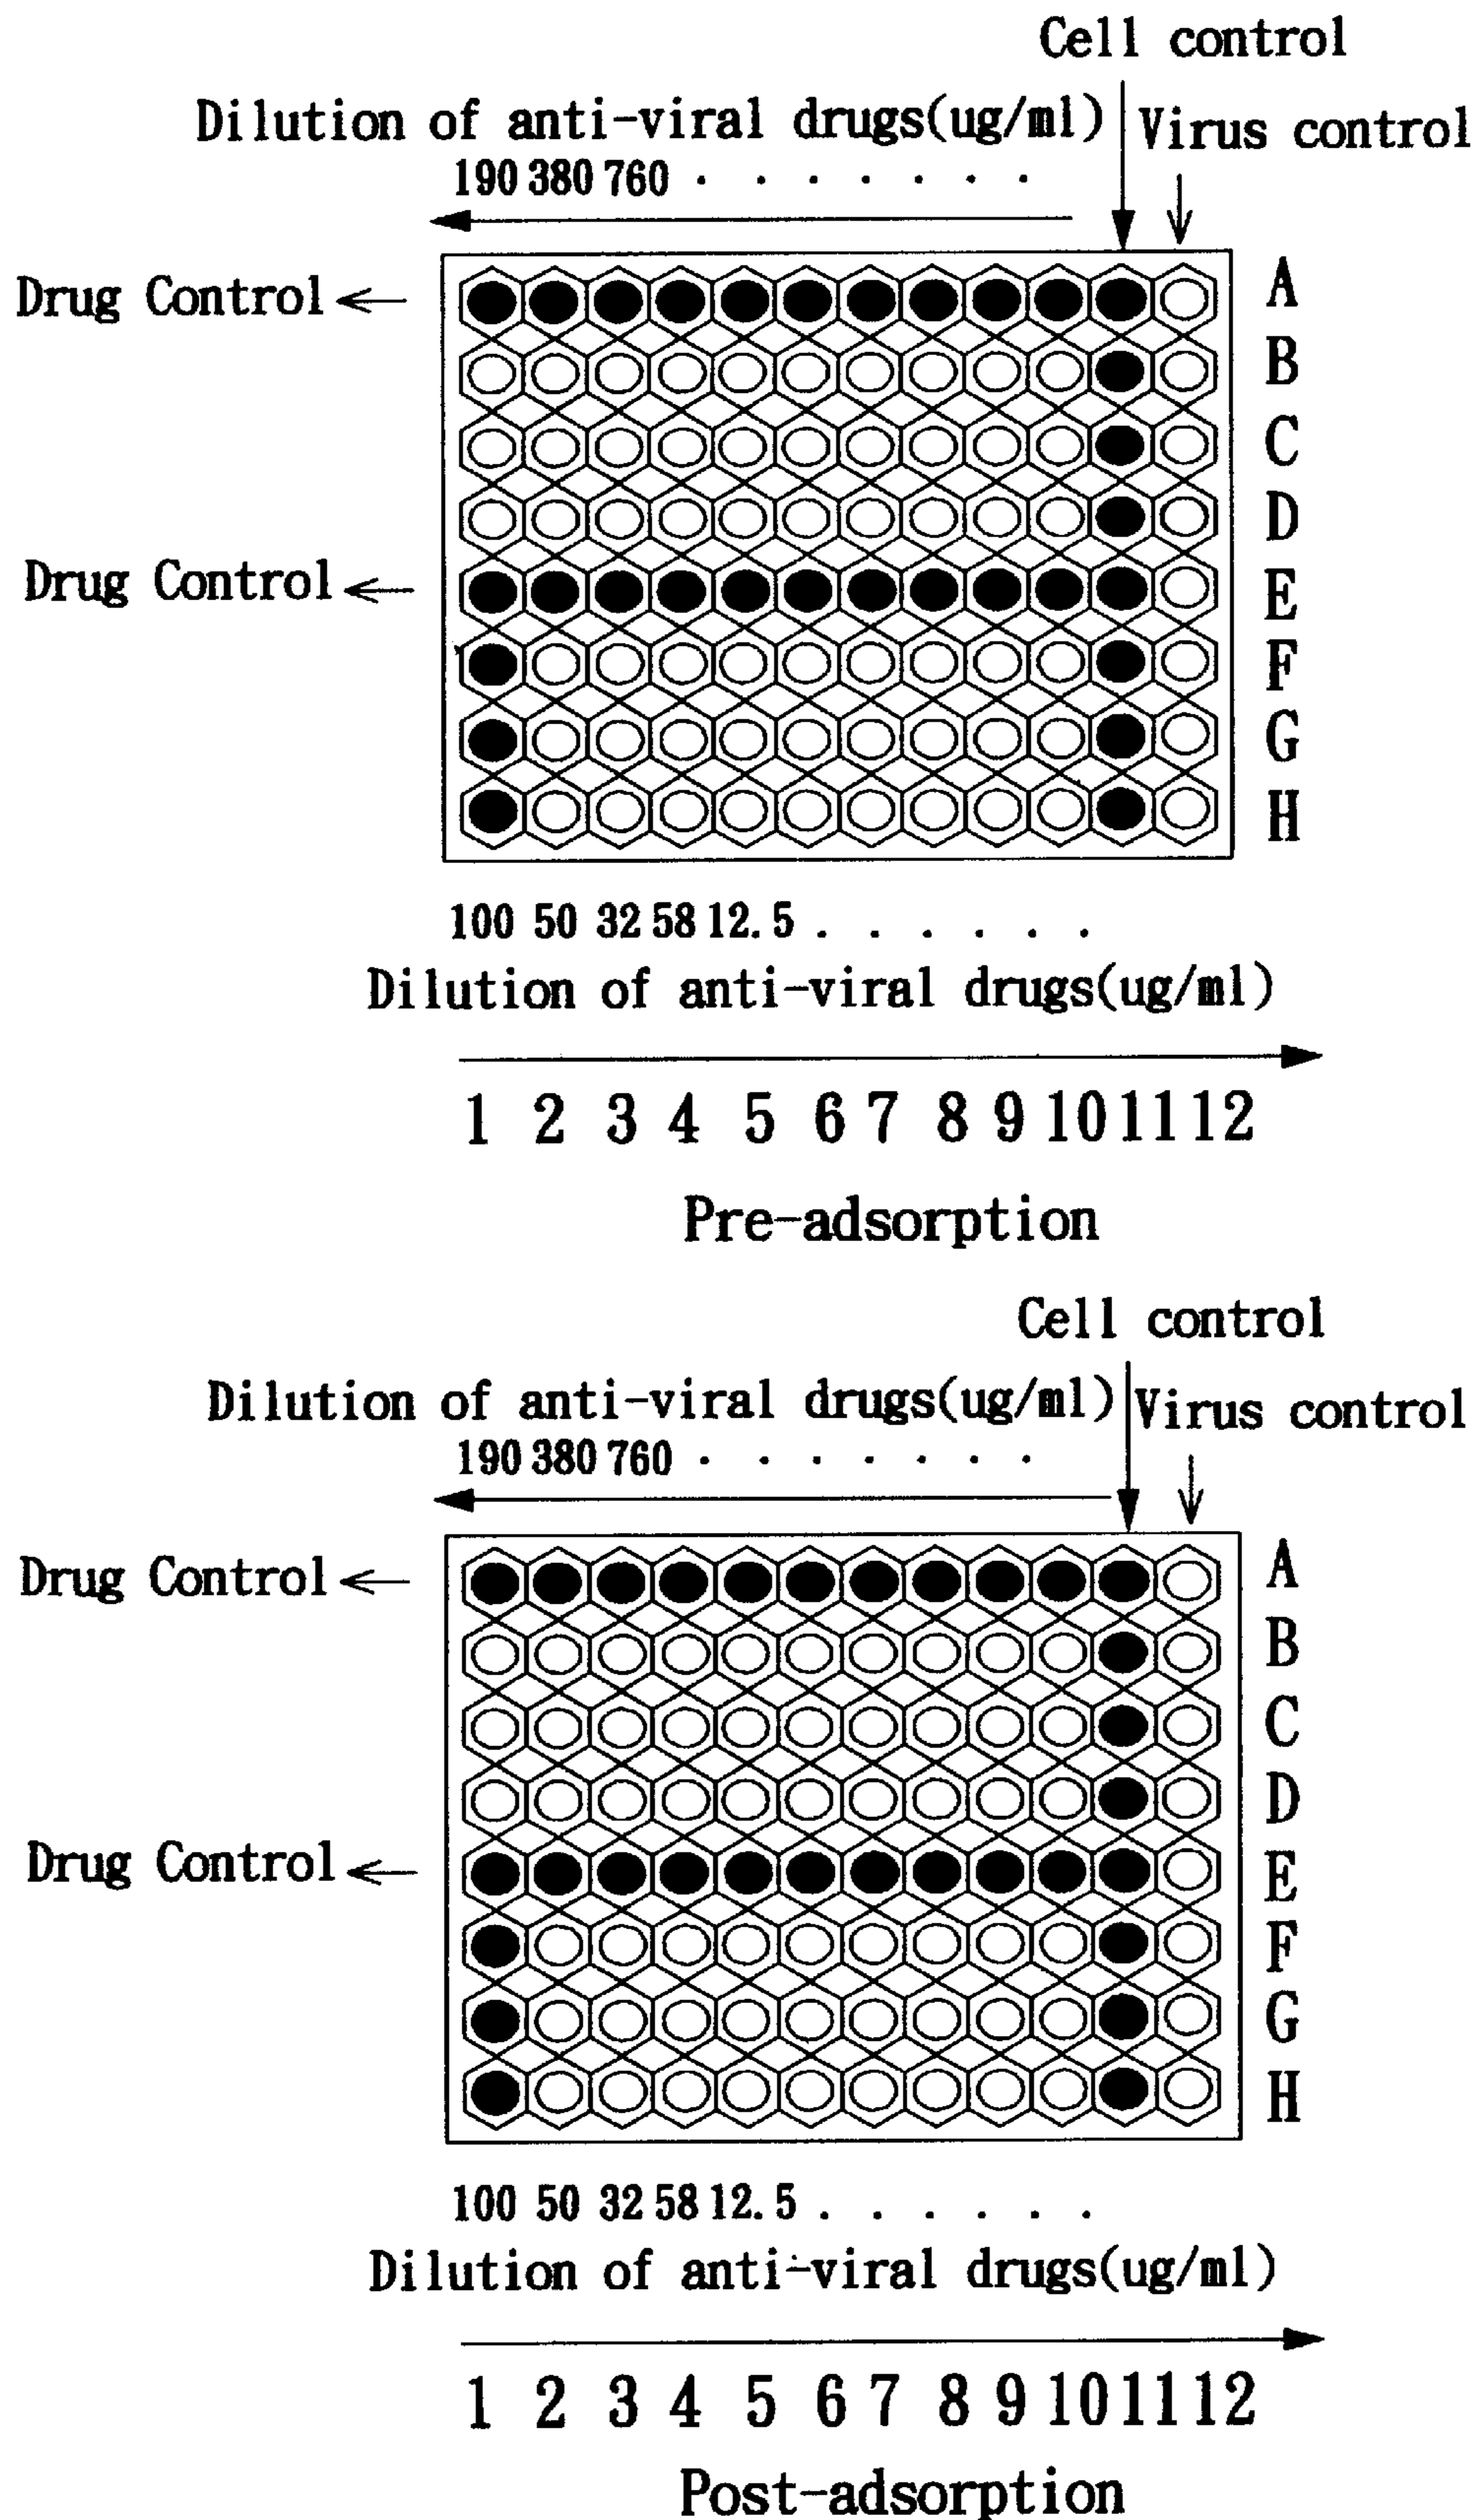 Cell control
Dilution of anti-viral drugs(ug/ml) Virus control
190 380 760 . . . . . . .
Drug Control
A
B
C
D
Drug Control
E
F
G
H
100 50 32 58 12.5 . . . . . .
Dilution of anti-viral drugs(ug/ml)
1 2 3 4 5 6 7 8 9 10 11 12
Pre-adsorption
Cell control
Dilution of anti-viral drugs(ug/ml) Virus control
190 380 760 . . . . . . .
Drug Control
A
B
C
D
Drug Control
E
F
G
H
100 50 32 58 12.5 . . . . . .
Dilution of anti-viral drugs(ug/ml)
1 2 3 4 5 6 7 8 9 10 11 12
Post-adsorption